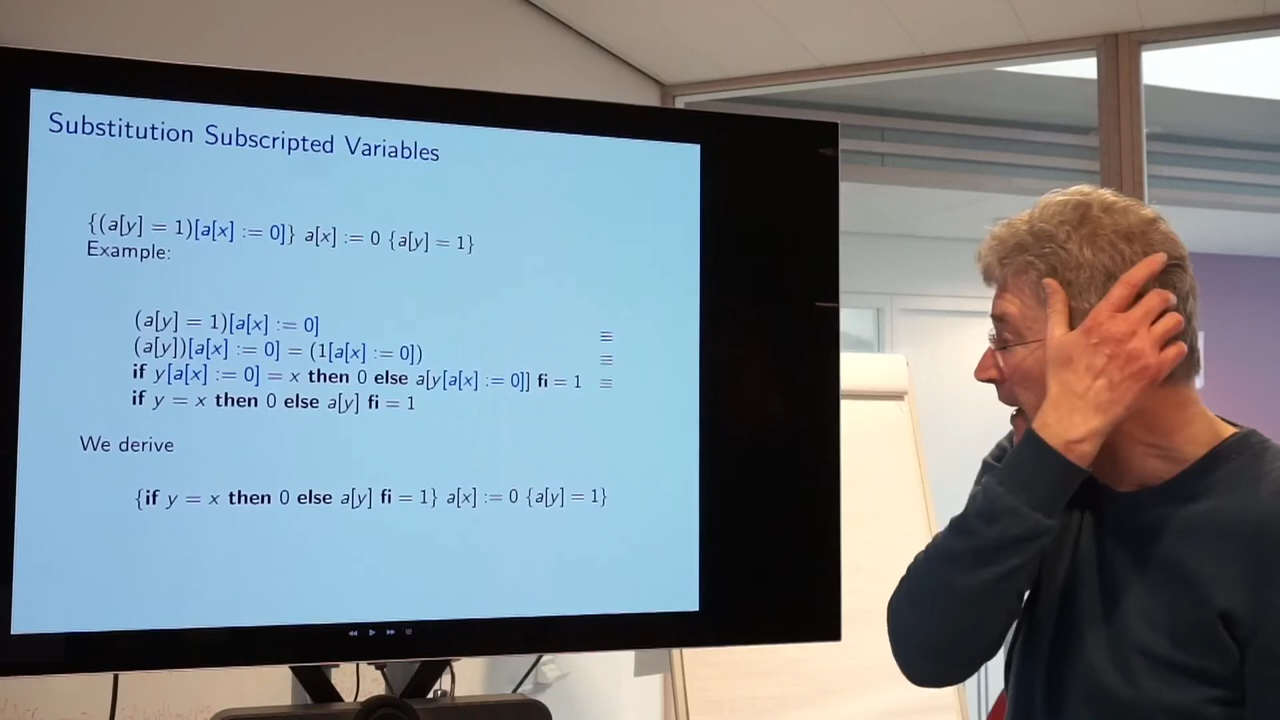 Substitution Subscripted Variables
{(a[y] = 1)[a[x] := 0]} a[x] := 0 {a[y] = 1}
Example:
(a[y] = 1)[a[x] := 0] ≡
(a[y])[a[x] := 0] = (1[a[x] := 0]) ≡
if y[a[x] := 0] = x then 0 else a[y[a[x] := 0]] fi = 1 ≡
if y = x then 0 else a[y] fi = 1
We derive
{if y = x then 0 else a[y] fi = 1} a[x] := 0 {a[y] = 1}